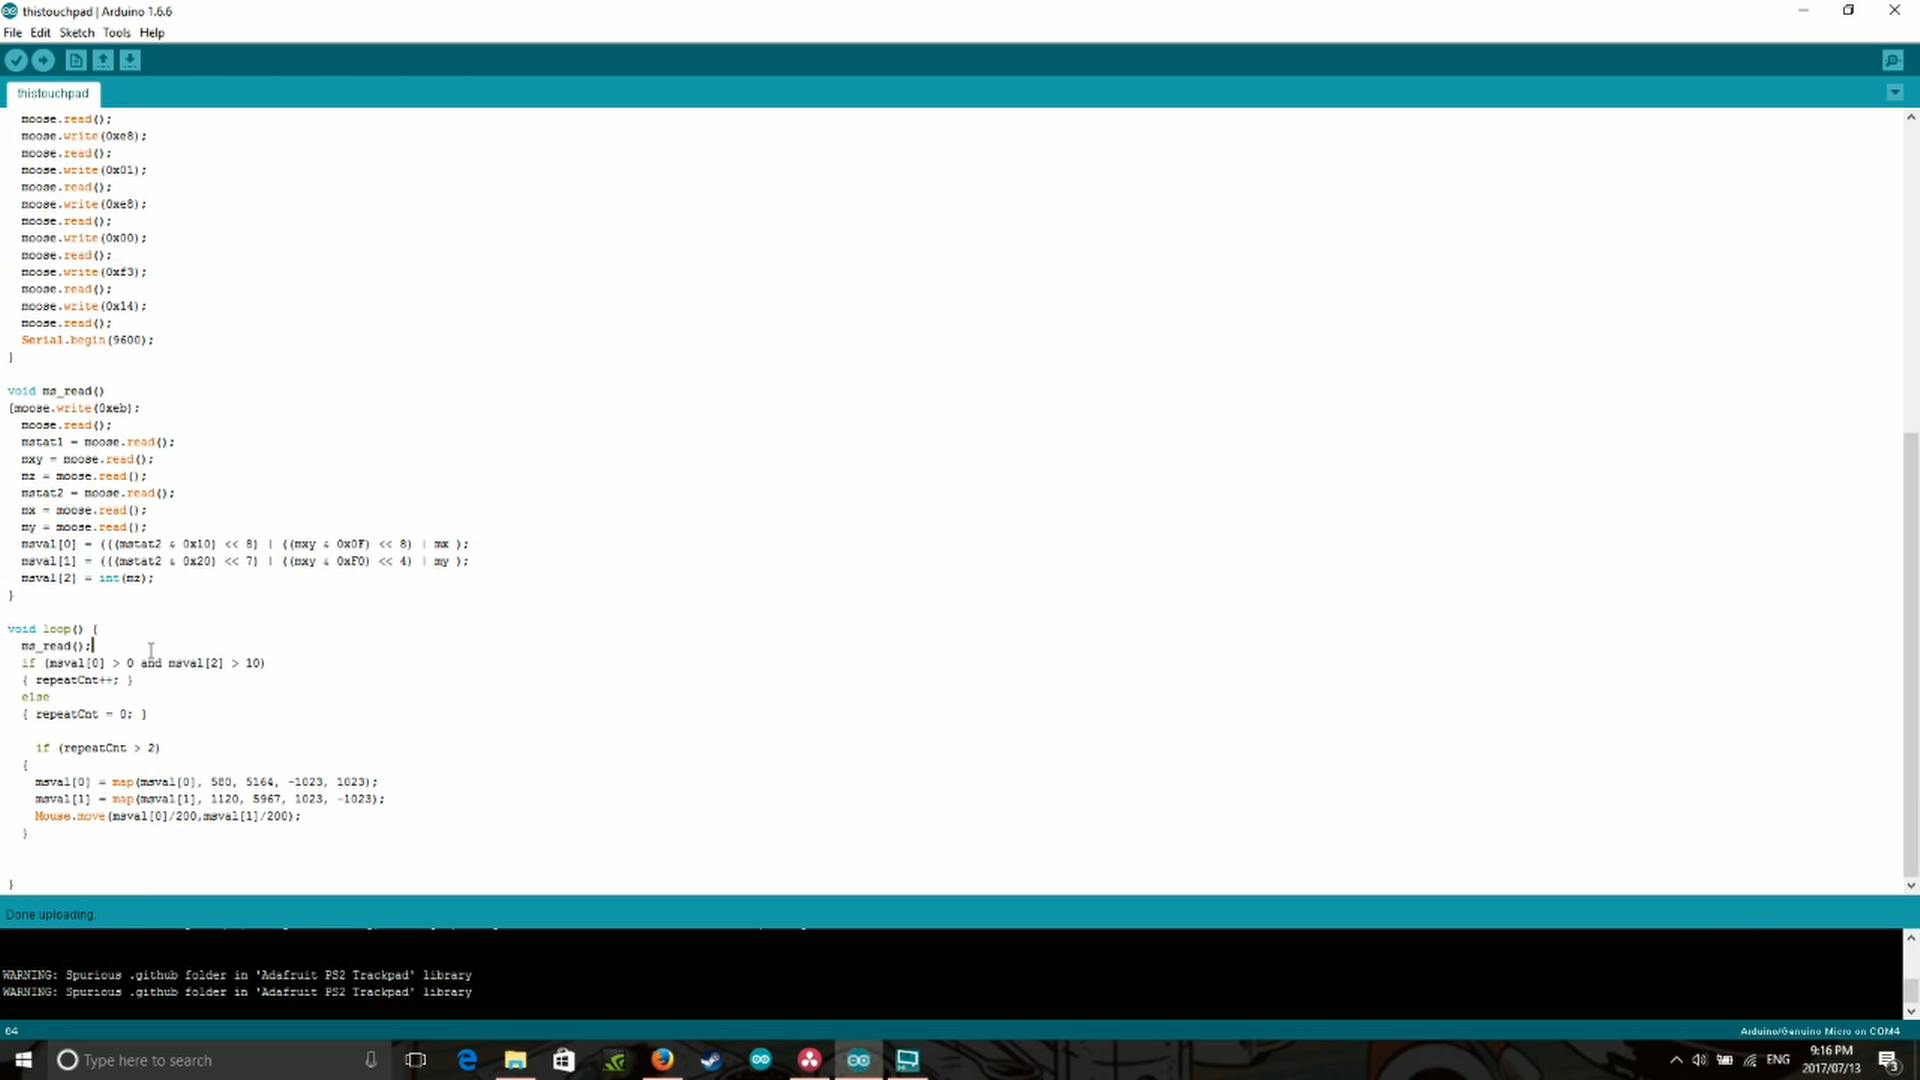 thistouchpad | Arduino 1.6.6
File Edit Sketch Tools Help
thistouchpad
moose.read();
moose.write(0xe8);
moose.read();
moose.write(0x01);
moose.read();
moose.write(0xe8);
moose.read();
moose.write(0x00);
moose.read();
moose.write(0xf3);
moose.read();
moose.write(0x14);
moose.read();
Serial.begin(9600);
}
void ms_read()
{moose.write(0xeb);
moose.read();
mstat1 = moose.read();
mxy = moose.read();
mz = moose.read();
mstat2 = moose.read();
mx = moose.read();
my = moose.read();
msval[0] = (((mstat2 & 0x10) << 8) | ((mxy & 0x0F) << 8) | mx );
msval[1] = (((mstat2 & 0x20) << 7) | ((mxy & 0xF0) << 4) | my );
msval[2] = int(mz);
}
void loop() {
ms_read();
if (msval[0] > 0 and msval[2] > 10)
{ repeatCnt++; }
else
{ repeatCnt = 0; }
if (repeatCnt > 2)
{
msval[0] = map(msval[0], 580, 5164, -1023, 1023);
msval[1] = map(msval[1], 1120, 5967, 1023, -1023);
Mouse.move(msval[0]/200,msval[1]/200);
}
}
Done uploading.
WARNING: Spurious .github folder in 'Adafruit PS2 Trackpad' library
WARNING: Spurious .github folder in 'Adafruit PS2 Trackpad' library
64
Arduino/Genuino Micro on COM4
Type here to search
ENG
9:16 PM
2017/07/13
3